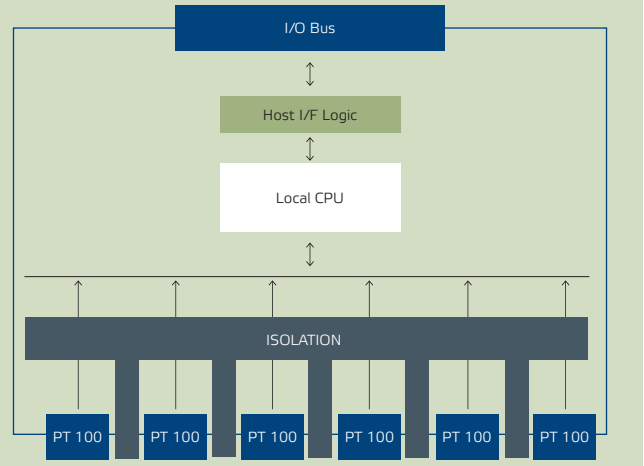 I/O Bus
Host I/F Logic
Local CPU
ISOLATION
PT 100 PT 100 PT 100 PT 100 PT 100 PT 100